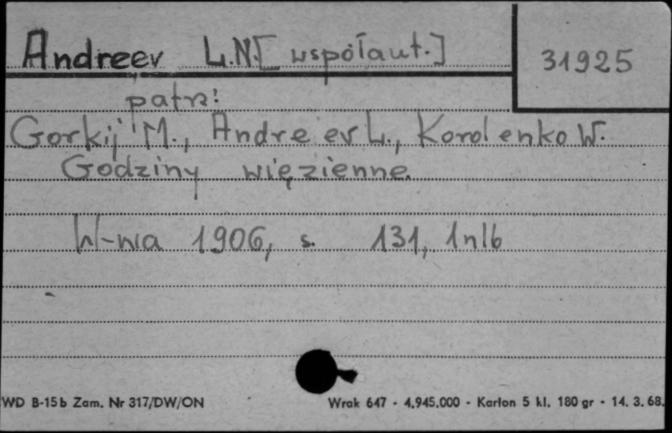 Andreev L.N. [współaut.]
31925
patrz:
Gorkij M., Andreev L., Korolenko W.
Godziny więzienne.
W-wa 1906, s. 131, 1nlb
WD B-15b Zam. Nr 317/DW/ON
Wrak 647 - 4.945.000 - Karton 5 kl. 180 gr - 14. 3. 68.